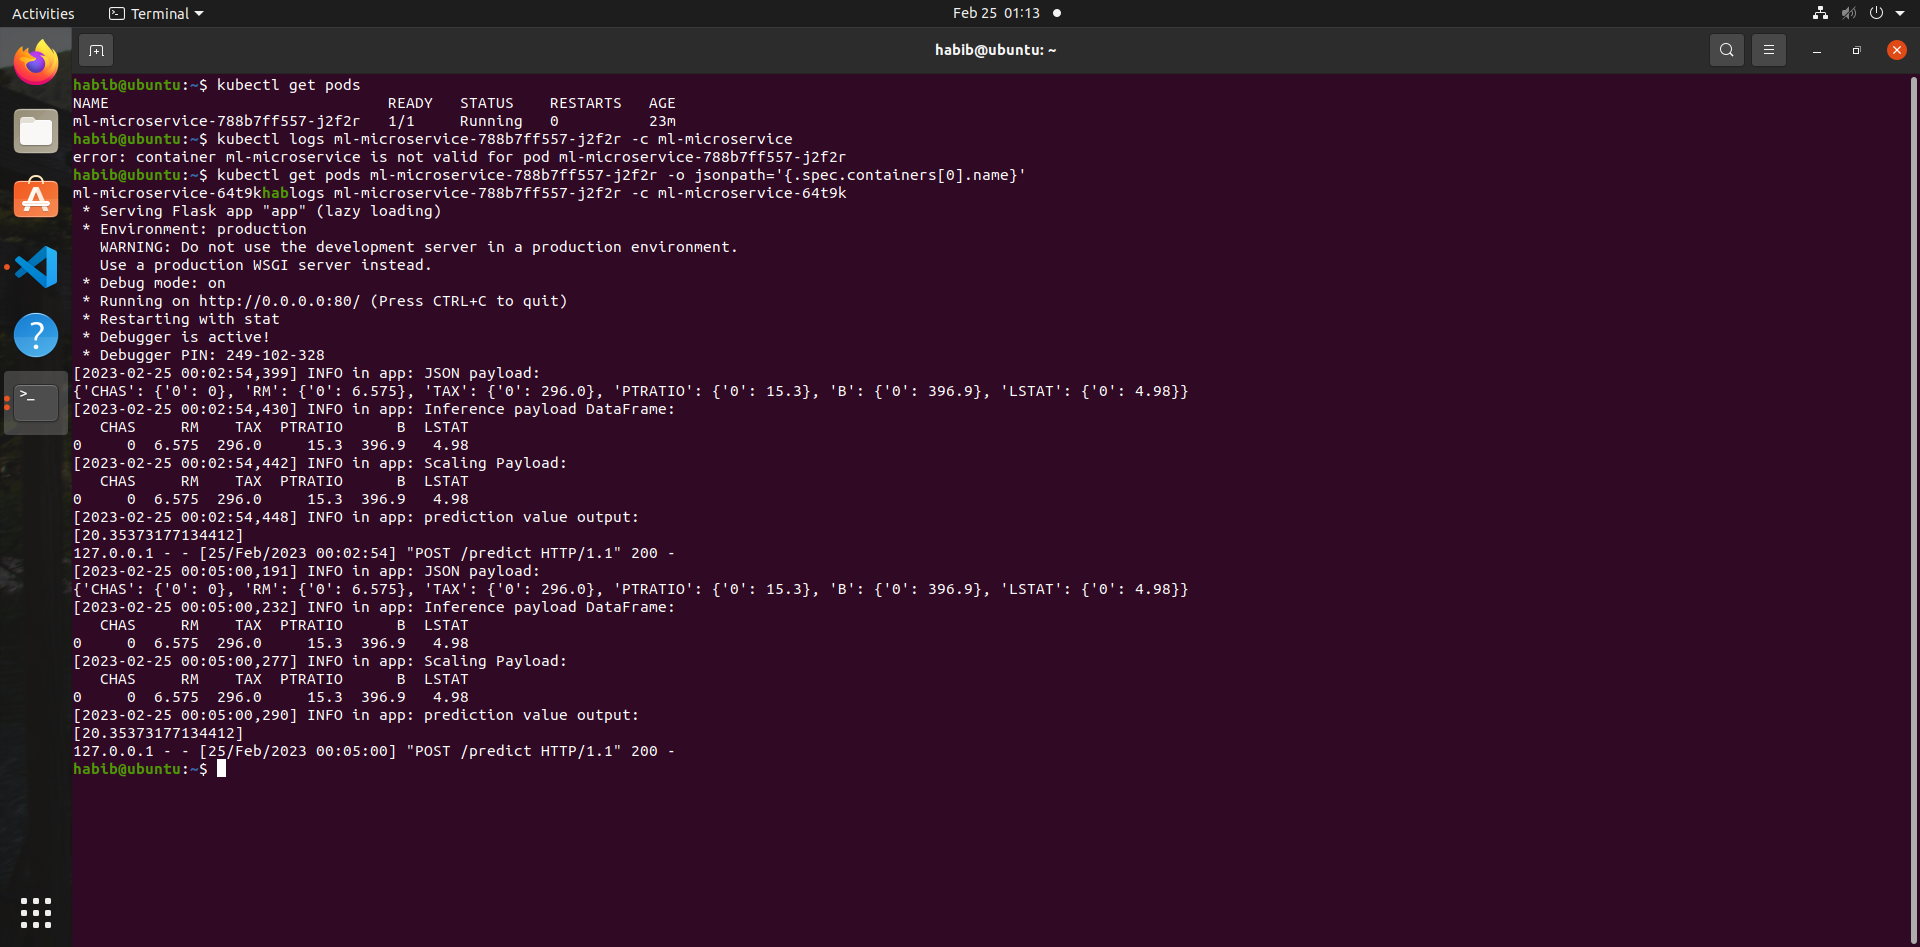 Activities Terminal Feb 25 01:13
habib@ubuntu: ~
habib@ubuntu:~$ kubectl get pods
NAME                               READY   STATUS    RESTARTS   AGE
ml-microservice-788b7ff557-j2f2r   1/1     Running   0          23m
habib@ubuntu:~$ kubectl logs ml-microservice-788b7ff557-j2f2r -c ml-microservice
error: container ml-microservice is not valid for pod ml-microservice-788b7ff557-j2f2r
habib@ubuntu:~$ kubectl get pods ml-microservice-788b7ff557-j2f2r -o jsonpath='{.spec.containers[0].name}'
ml-microservice-64t9khablogs ml-microservice-788b7ff557-j2f2r -c ml-microservice-64t9k
 * Serving Flask app "app" (lazy loading)
 * Environment: production
   WARNING: Do not use the development server in a production environment.
   Use a production WSGI server instead.
 * Debug mode: on
 * Running on http://0.0.0.0:80/ (Press CTRL+C to quit)
 * Restarting with stat
 * Debugger is active!
 * Debugger PIN: 249-102-328
[2023-02-25 00:02:54,399] INFO in app: JSON payload:
{'CHAS': {'0': 0}, 'RM': {'0': 6.575}, 'TAX': {'0': 296.0}, 'PTRATIO': {'0': 15.3}, 'B': {'0': 396.9}, 'LSTAT': {'0': 4.98}}
[2023-02-25 00:02:54,430] INFO in app: Inference payload DataFrame:
   CHAS     RM    TAX  PTRATIO      B  LSTAT
0     0  6.575  296.0     15.3  396.9   4.98
[2023-02-25 00:02:54,442] INFO in app: Scaling Payload:
   CHAS     RM    TAX  PTRATIO      B  LSTAT
0     0  6.575  296.0     15.3  396.9   4.98
[2023-02-25 00:02:54,448] INFO in app: prediction value output:
[20.35373177134412]
127.0.0.1 - - [25/Feb/2023 00:02:54] "POST /predict HTTP/1.1" 200 -
[2023-02-25 00:05:00,191] INFO in app: JSON payload:
{'CHAS': {'0': 0}, 'RM': {'0': 6.575}, 'TAX': {'0': 296.0}, 'PTRATIO': {'0': 15.3}, 'B': {'0': 396.9}, 'LSTAT': {'0': 4.98}}
[2023-02-25 00:05:00,232] INFO in app: Inference payload DataFrame:
   CHAS     RM    TAX  PTRATIO      B  LSTAT
0     0  6.575  296.0     15.3  396.9   4.98
[2023-02-25 00:05:00,277] INFO in app: Scaling Payload:
   CHAS     RM    TAX  PTRATIO      B  LSTAT
0     0  6.575  296.0     15.3  396.9   4.98
[2023-02-25 00:05:00,290] INFO in app: prediction value output:
[20.35373177134412]
127.0.0.1 - - [25/Feb/2023 00:05:00] "POST /predict HTTP/1.1" 200 -
habib@ubuntu:~$